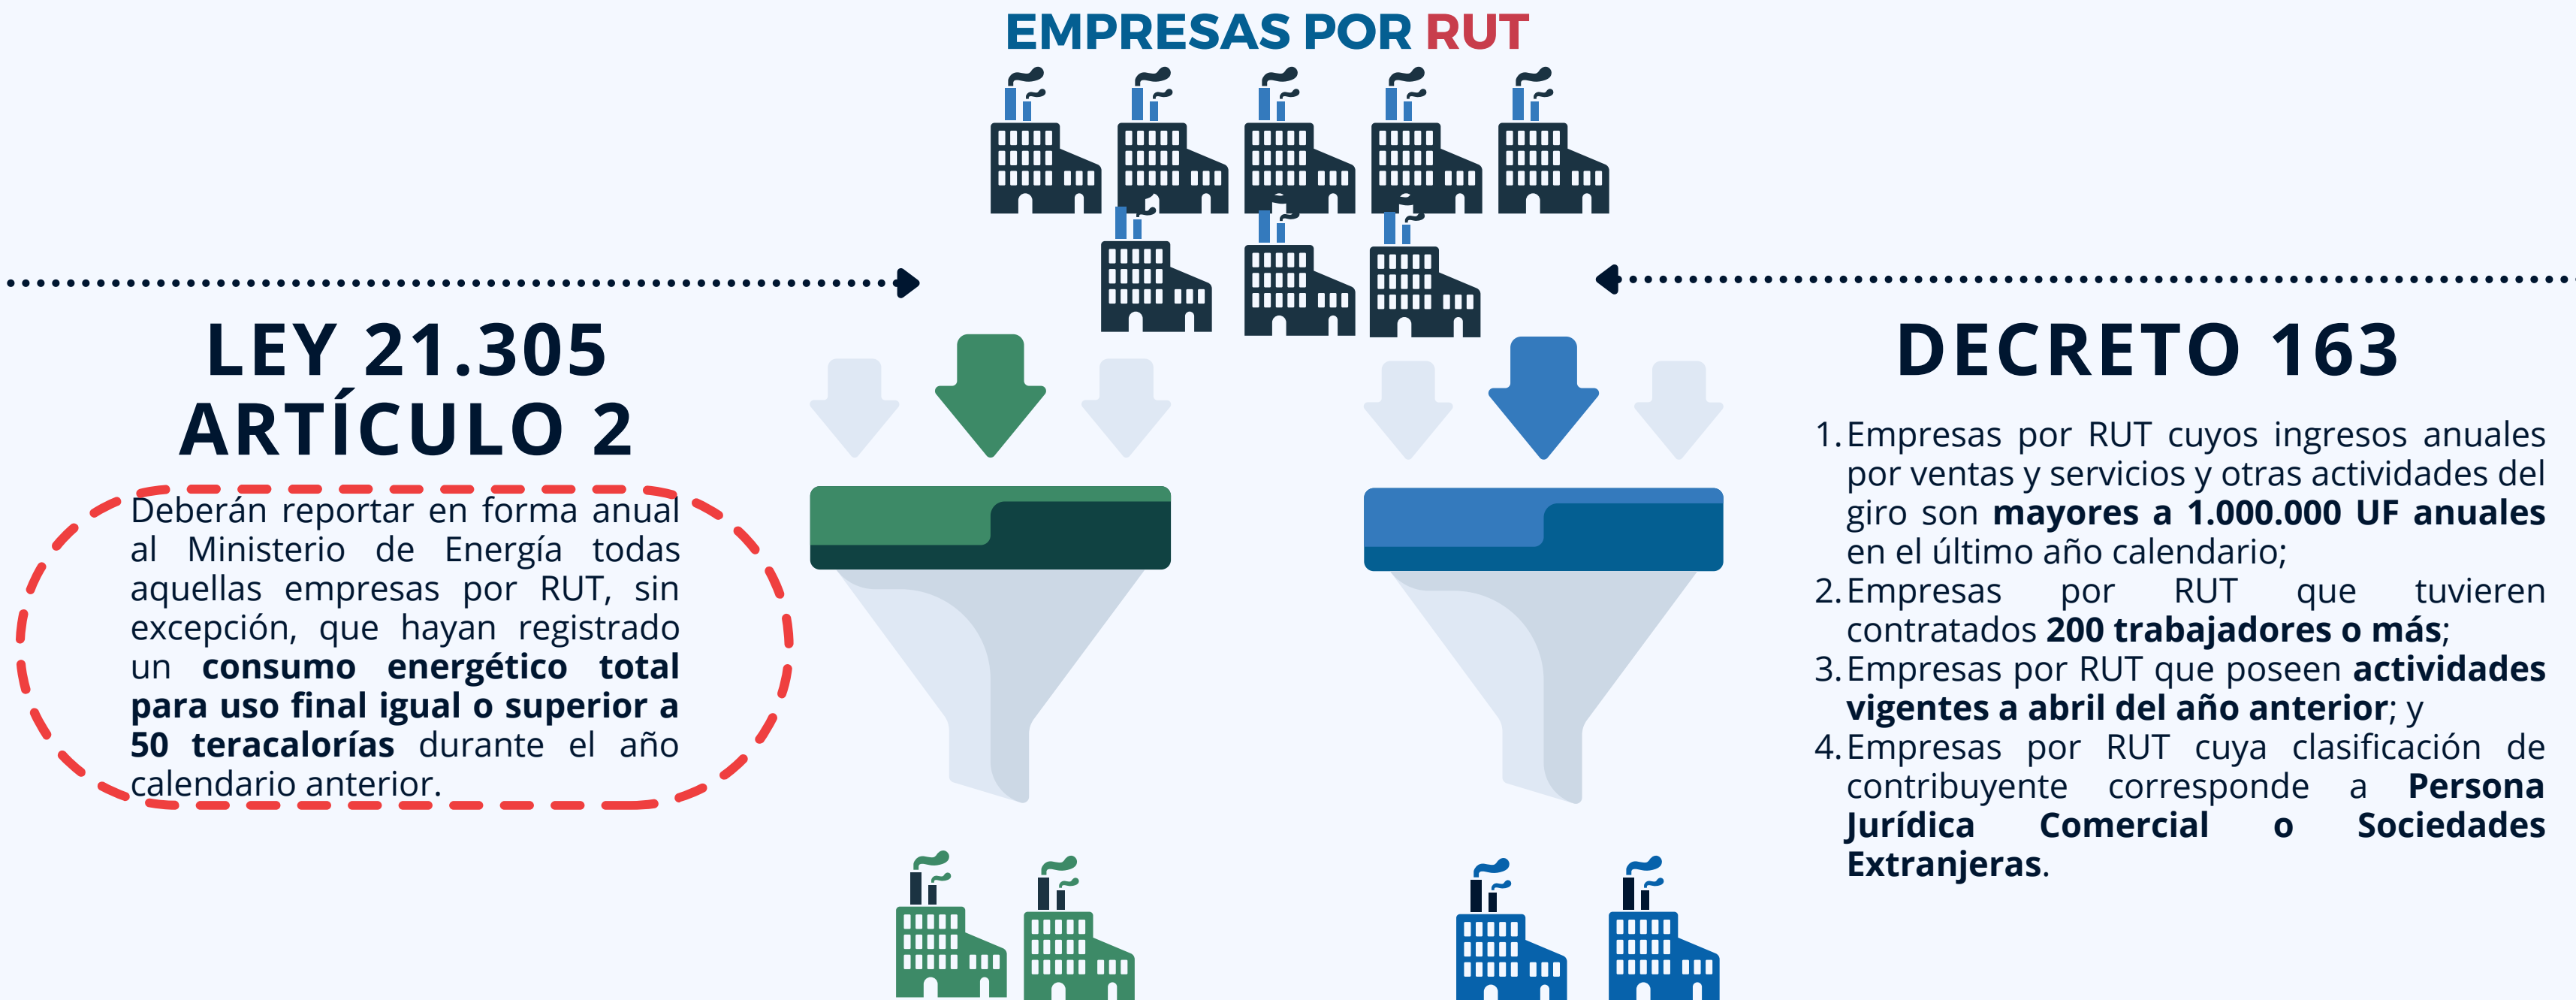 EMPRESAS POR RUT
LEY 21.305
ARTÍCULO 2
Deberán reportar en forma anual
al Ministerio de Energía todas
aquellas empresas por RUT, sin
excepción, que hayan registrado
un consumo energético total
para uso final igual o superior a
50 teracalorías durante el año
calendario anterior.
DECRETO 163
1. Empresas por RUT cuyos ingresos anuales
por ventas y servicios y otras actividades del
giro son mayores a 1.000.000 UF anuales
en el último año calendario;
2. Empresas por RUT que tuvieren
contratados 200 trabajadores o más;
3. Empresas por RUT que poseen actividades
vigentes a abril del año anterior; y
4. Empresas por RUT cuya clasificación de
contribuyente corresponde a Persona
Jurídica Comercial o Sociedades
Extranjeras.